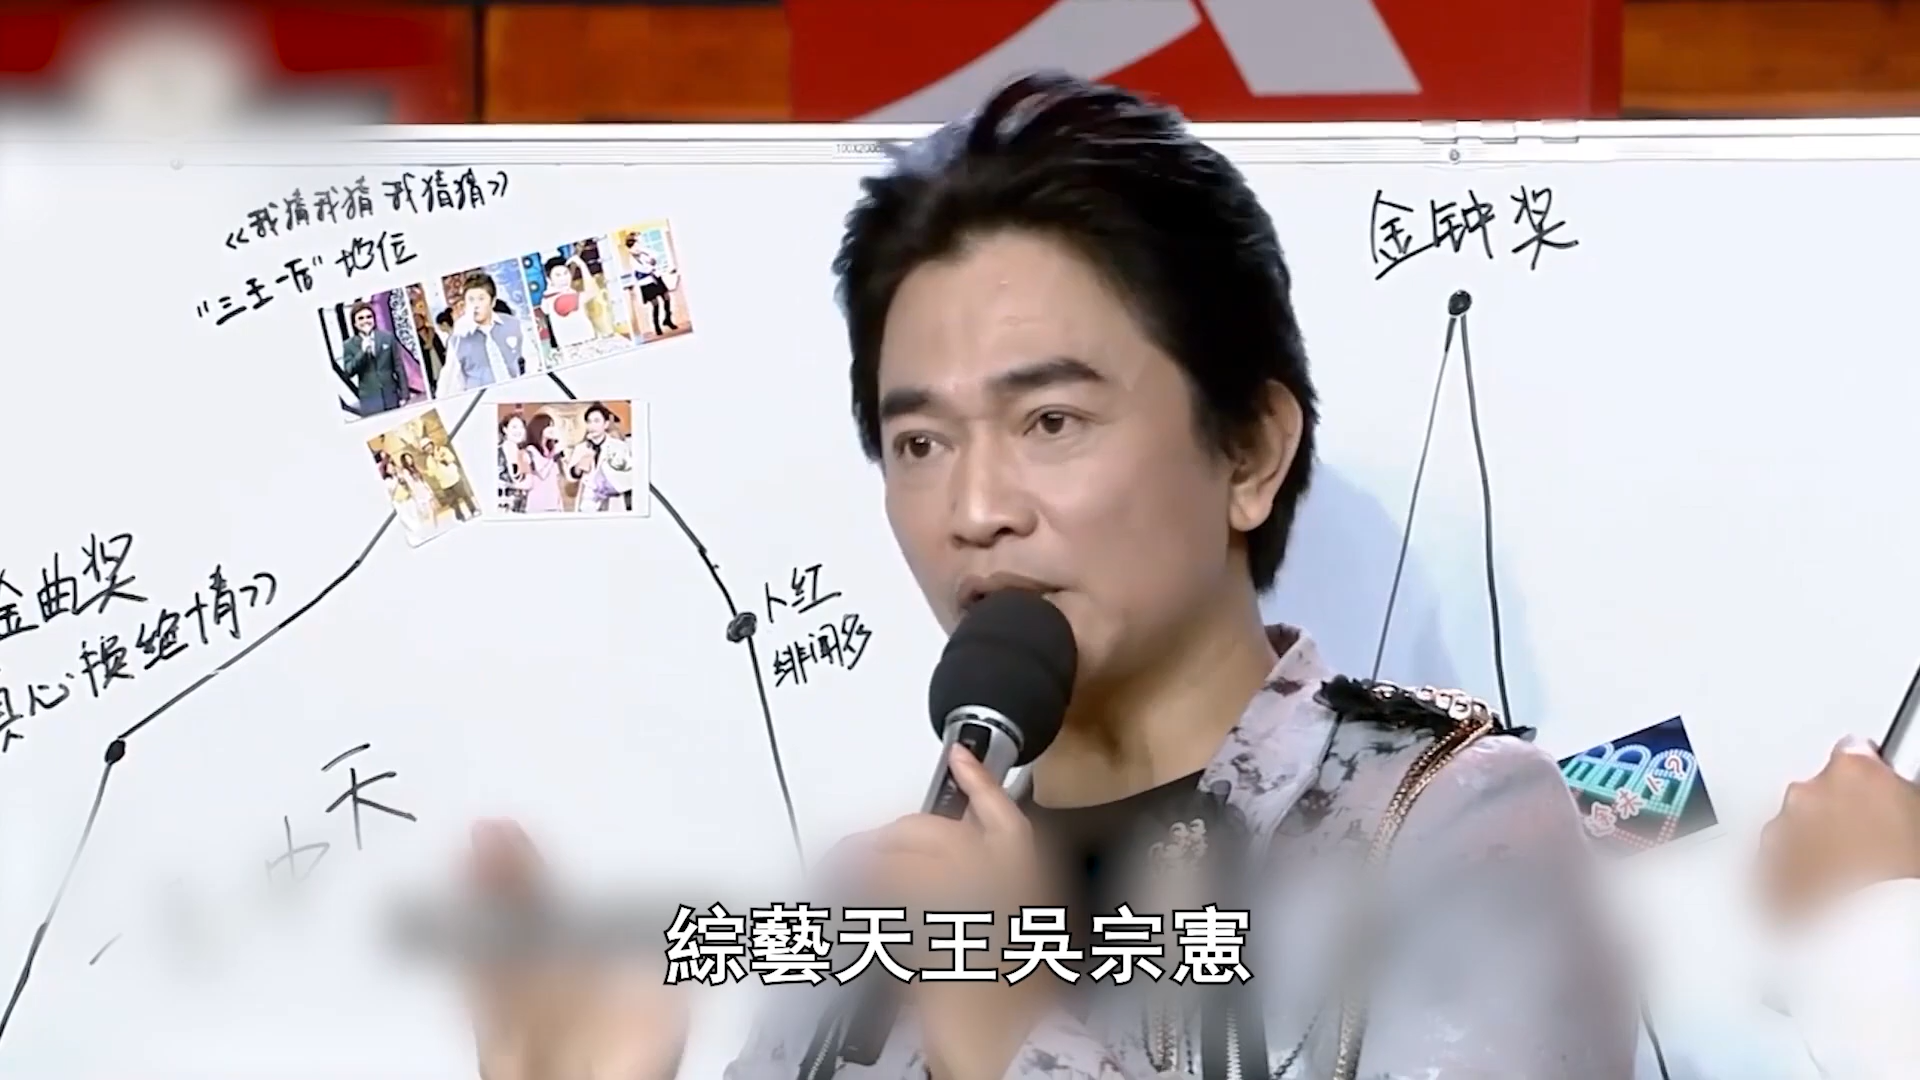 《我猜我猜我猜猜》
"三王一后"地位
金钟奖
金曲奖
真心换绝情》
人红
绯闻多
天
綜藝天王吳宗憲